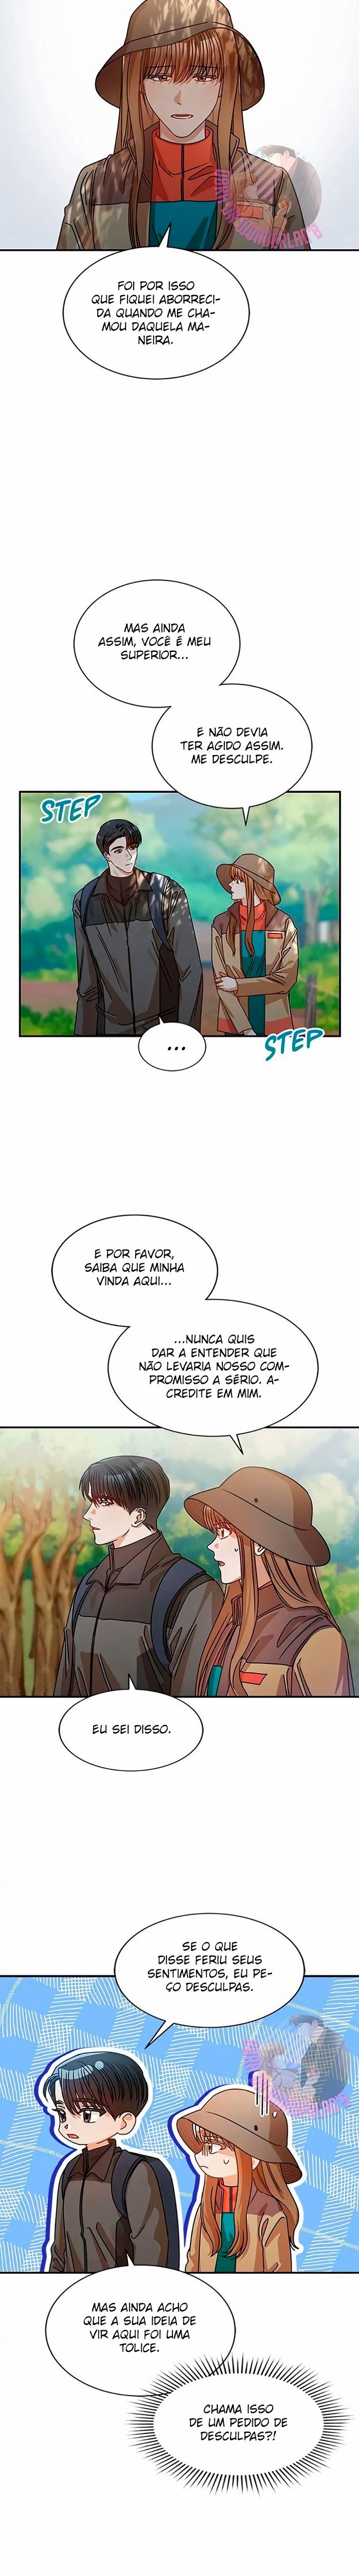 FOI POR ISSO
QUE FIQUEI ABORRECI-
DA QUANDO ME CHA-
MOU DAQUELA MA-
NEIRA.
MAS AINDA
ASSIM, VOCÊ É MEU
SUPERIOR...
E NÃO DEVIA
TER AGIDO ASSIM.
ME DESCULPE.
STEP
...
STEP
E POR FAVOR,
SAIBA QUE MINHA
VINDA AQUI...
...NUNCA QUIS
DAR A ENTENDER QUE
NÃO LEVARIA NOSSO COM-
PROMISSO A SÉRIO. A-
CREDITE EM MIM.
EU SEI DISSO.
SE O QUE
DISSE FERIU SEUS
SENTIMENTOS, EU PE-
ÇO DESCULPAS.
MAS AINDA ACHO
QUE A SUA IDEIA DE
VIR AQUI FOI UMA
TOLICE.
CHAMA ISSO
DE UM PEDIDO DE
DESCULPAS?!